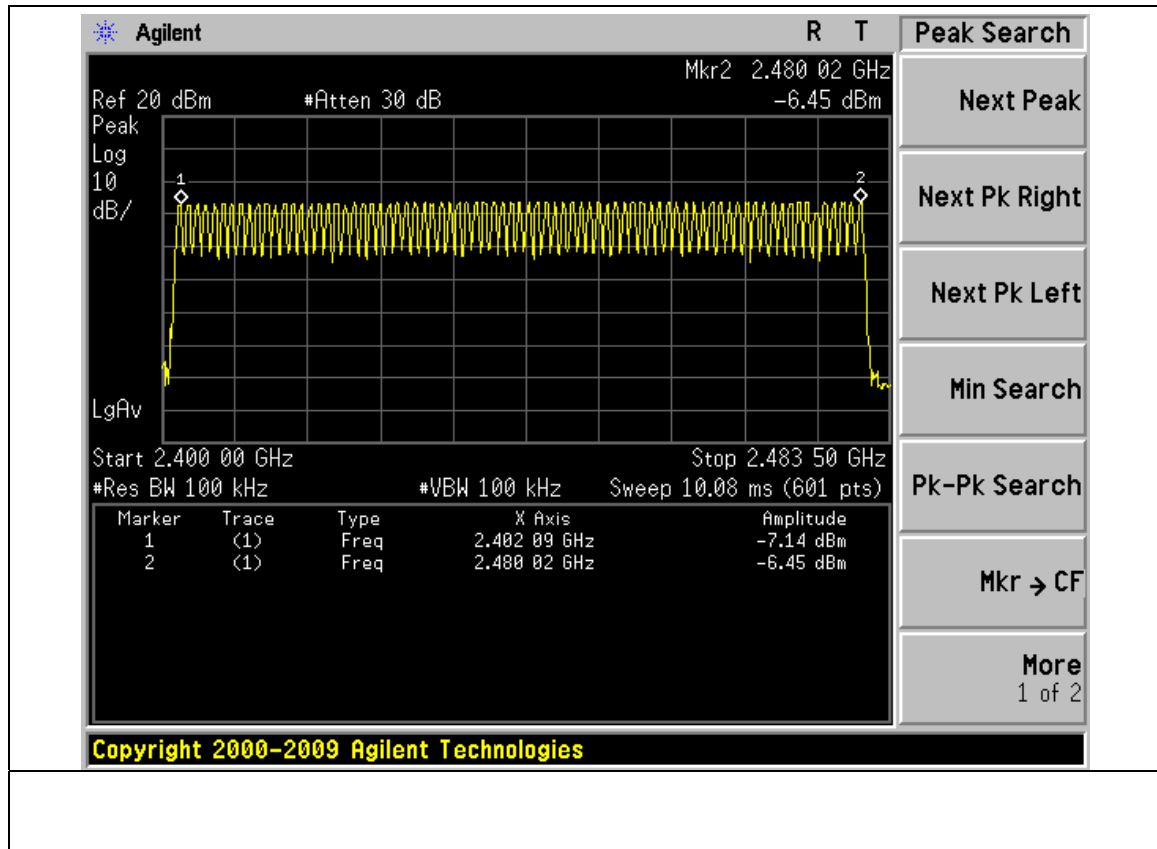 Agilent R T Peak Search
Mkr2 2.480 02 GHz
Ref 20 dBm #Atten 30 dB -6.45 dBm
Peak
Log
10
dB/
1
2
LgAv
Start 2.400 00 GHz Stop 2.483 50 GHz
#Res BW 100 kHz #VBW 100 kHz Sweep 10.08 ms (601 pts)
Marker Trace Type X Axis Amplitude
1 (1) Freq 2.402 09 GHz -7.14 dBm
2 (1) Freq 2.480 02 GHz -6.45 dBm
Next Peak
Next Pk Right
Next Pk Left
Min Search
Pk-Pk Search
Mkr → CF
More
1 of 2
Copyright 2000-2009 Agilent Technologies